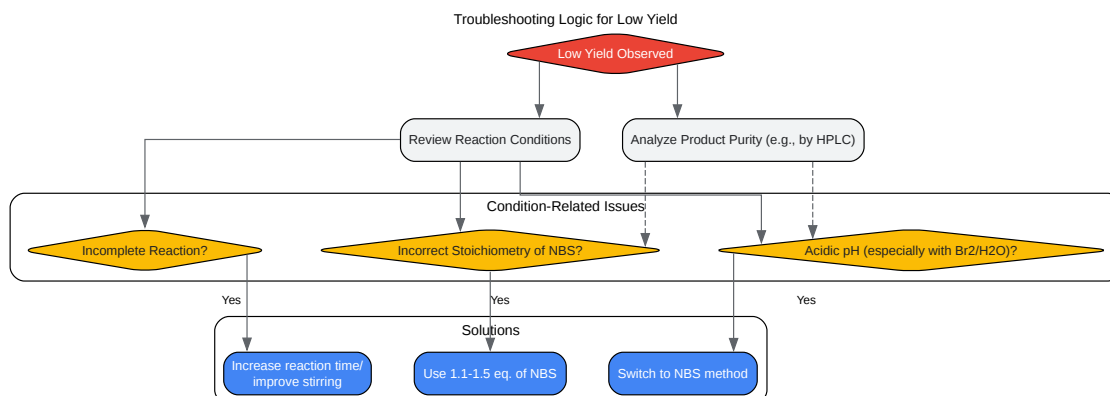 Troubleshooting Logic for Low Yield
Low Yield Observed
Review Reaction Conditions
Analyze Product Purity (e.g., by HPLC)
Condition-Related Issues
Incomplete Reaction?
Incorrect Stoichiometry of NBS?
Acidic pH (especially with Br2/H2O)?
Yes
Yes
Yes
Solutions
Increase reaction time/
improve stirring
Use 1.1-1.5 eq. of NBS
Switch to NBS method